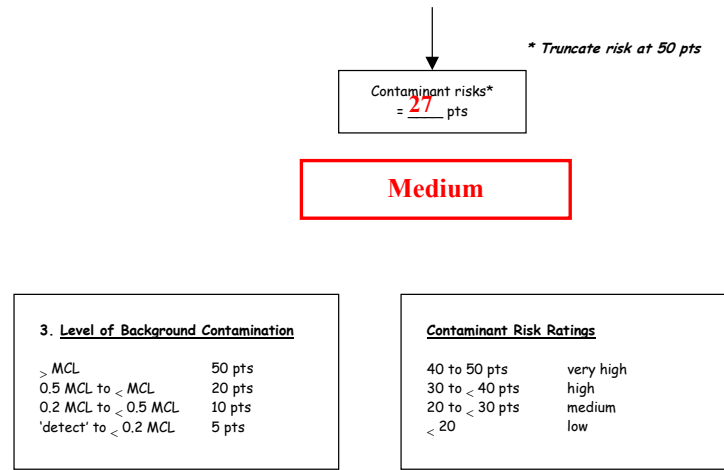 * Truncate risk at 50 pts
Contaminant risks*
= 27 pts
Medium
3. Level of Background Contamination
> MCL 50 pts
0.5 MCL to < MCL 20 pts
0.2 MCL to < 0.5 MCL 10 pts
'detect' to < 0.2 MCL 5 pts
Contaminant Risk Ratings
40 to 50 pts very high
30 to < 40 pts high
20 to < 30 pts medium
< 20 low